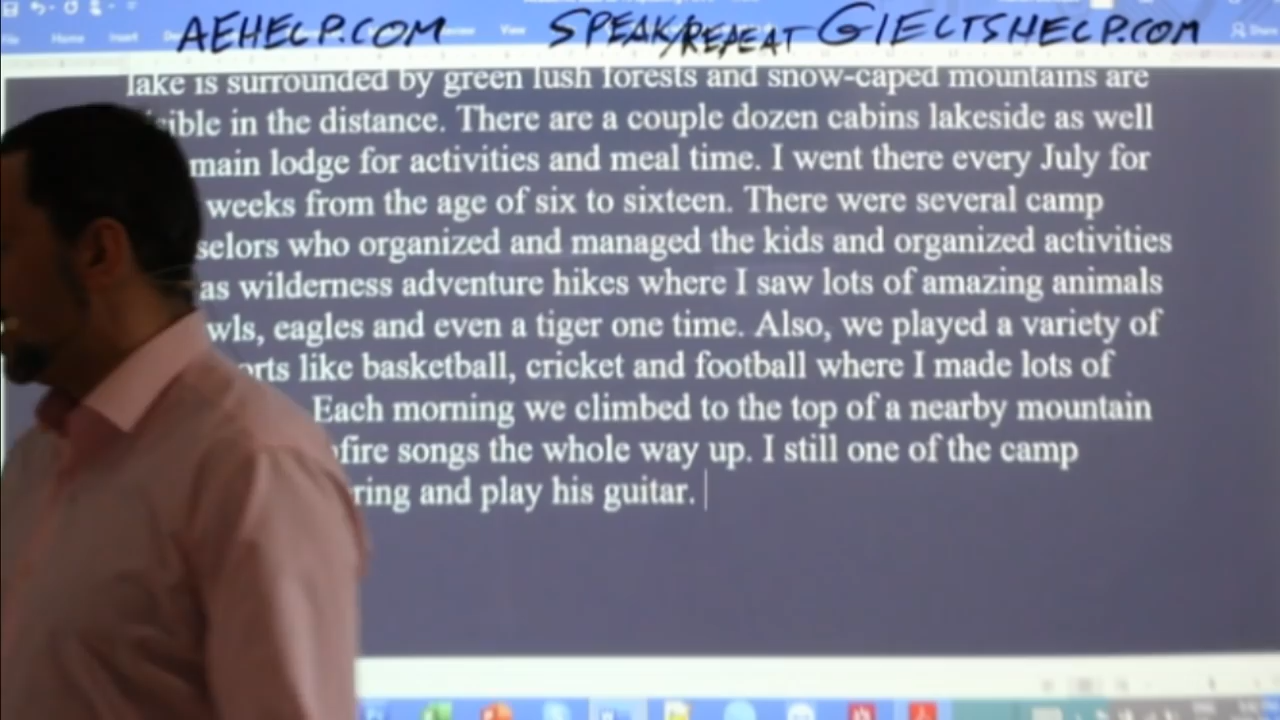 AEHELP.COM SPEAK/REPEAT GIELTSHELP.COM
Home Insert View Share
lake is surrounded by green lush forests and snow-caped mountains are
ible in the distance. There are a couple dozen cabins lakeside as well
main lodge for activities and meal time. I went there every July for
weeks from the age of six to sixteen. There were several camp
selors who organized and managed the kids and organized activities
as wilderness adventure hikes where I saw lots of amazing animals
wls, eagles and even a tiger one time. Also, we played a variety of
orts like basketball, cricket and football where I made lots of
Each morning we climbed to the top of a nearby mountain
fire songs the whole way up. I still one of the camp
ring and play his guitar.